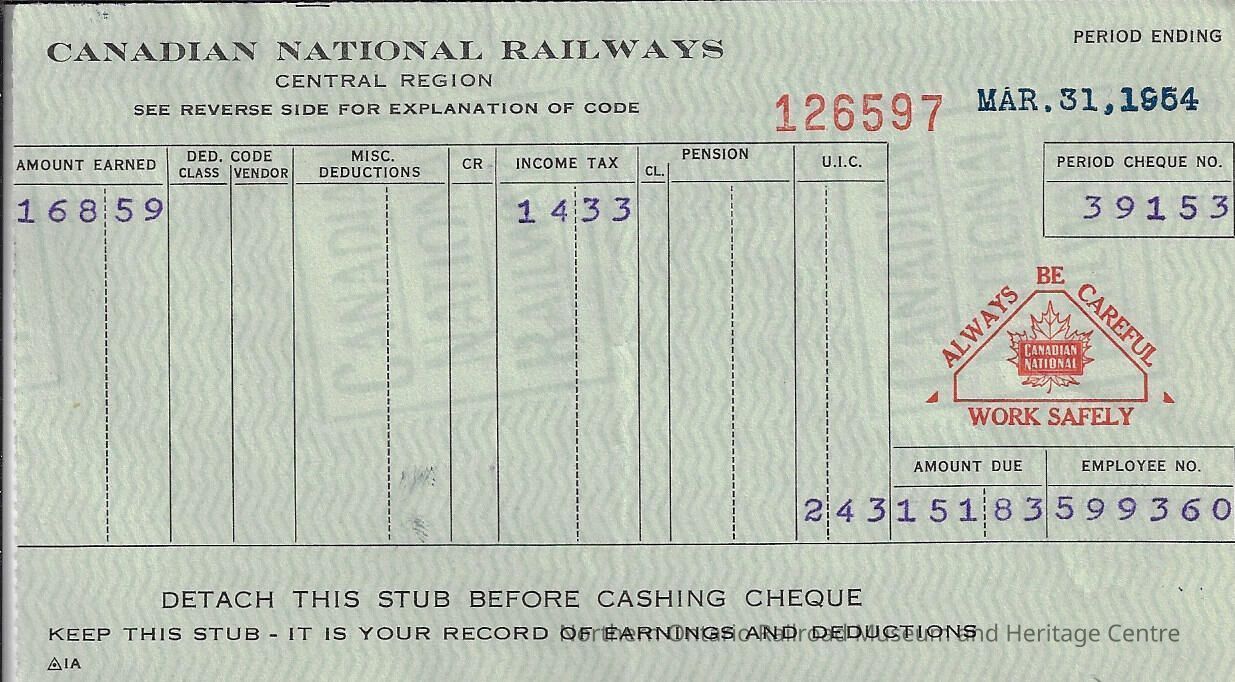 CANADIAN NATIONAL RAILWAYS
CENTRAL REGION
SEE REVERSE SIDE FOR EXPLANATION OF CODE
126597
PERIOD ENDING
MAR. 31, 1954
AMOUNT EARNED
DED. CODE
CLASS VENDOR
MISC.
DEDUCTIONS
CR
INCOME TAX
CL.
PENSION
U.I.C.
PERIOD CHEQUE NO.
168 59
14 33
39153
ALWAYS BE CAREFUL
CANADIAN
NATIONAL
WORK SAFELY
AMOUNT DUE
EMPLOYEE NO.
2 43
151 83
599360
DETACH THIS STUB BEFORE CASHING CHEQUE
KEEP THIS STUB - IT IS YOUR RECORD OF EARNINGS AND DEDUCTIONS
Northern Ontario Railroad Museum and Heritage Centre
1A